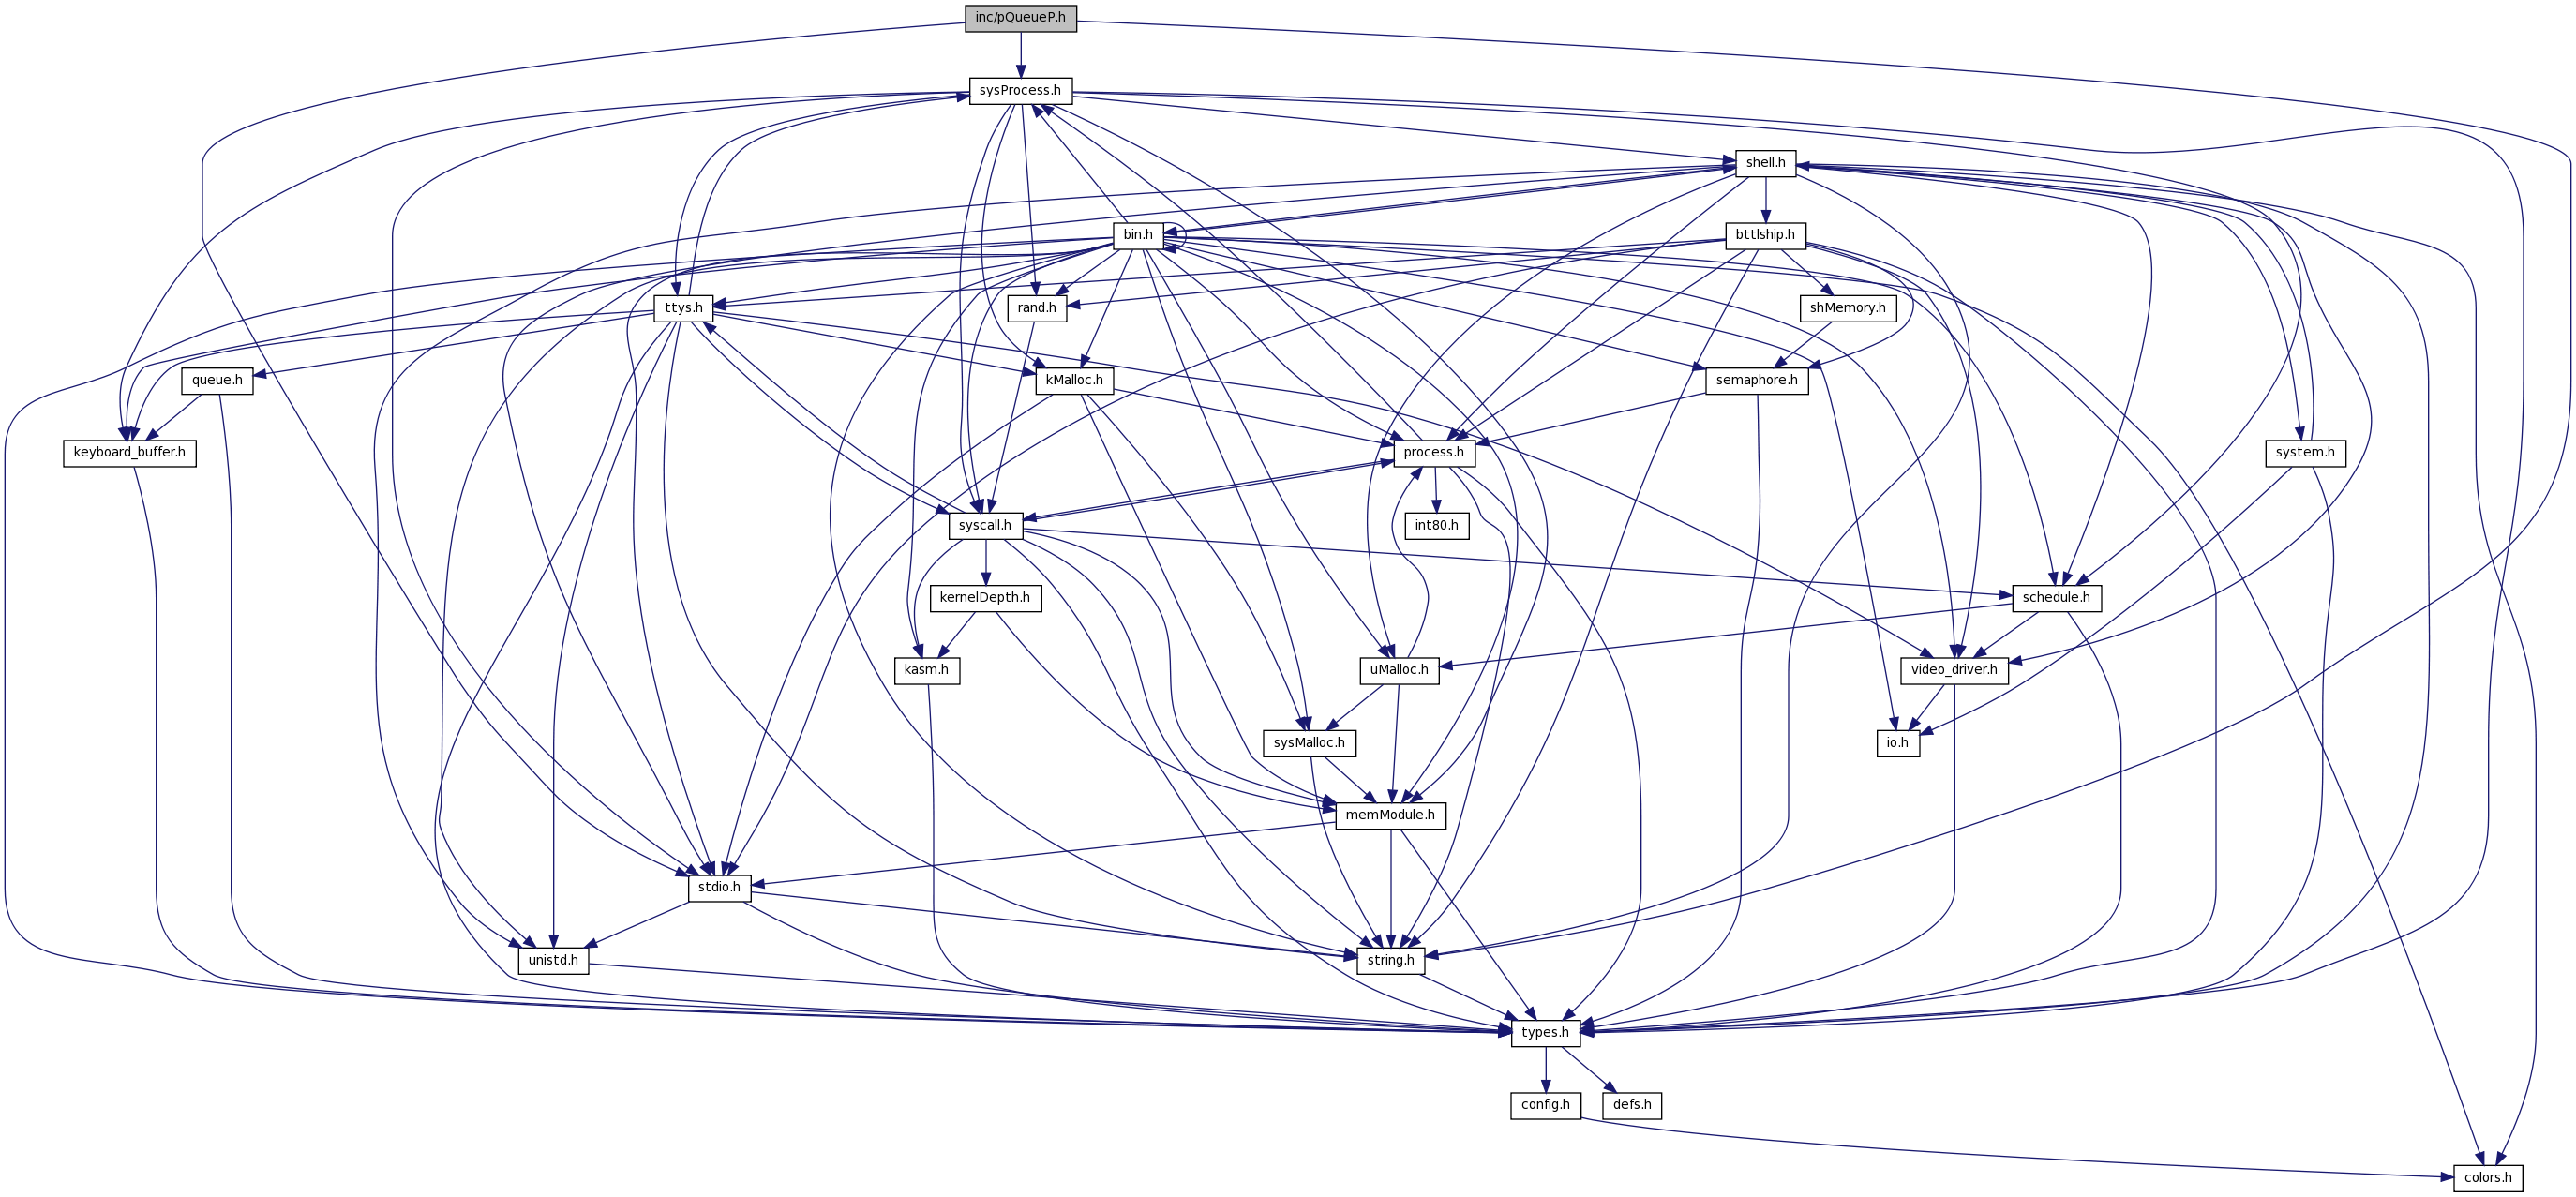 inc/pQueueP.h
sysProcess.h
shell.h
bin.h
bttlship.h
ttys.h
rand.h
shMemory.h
queue.h
kMalloc.h
semaphore.h
keyboard_buffer.h
process.h
system.h
syscall.h
int80.h
kernelDepth.h
schedule.h
kasm.h
uMalloc.h
video_driver.h
sysMalloc.h
io.h
memModule.h
stdio.h
unistd.h
string.h
types.h
config.h
defs.h
colors.h